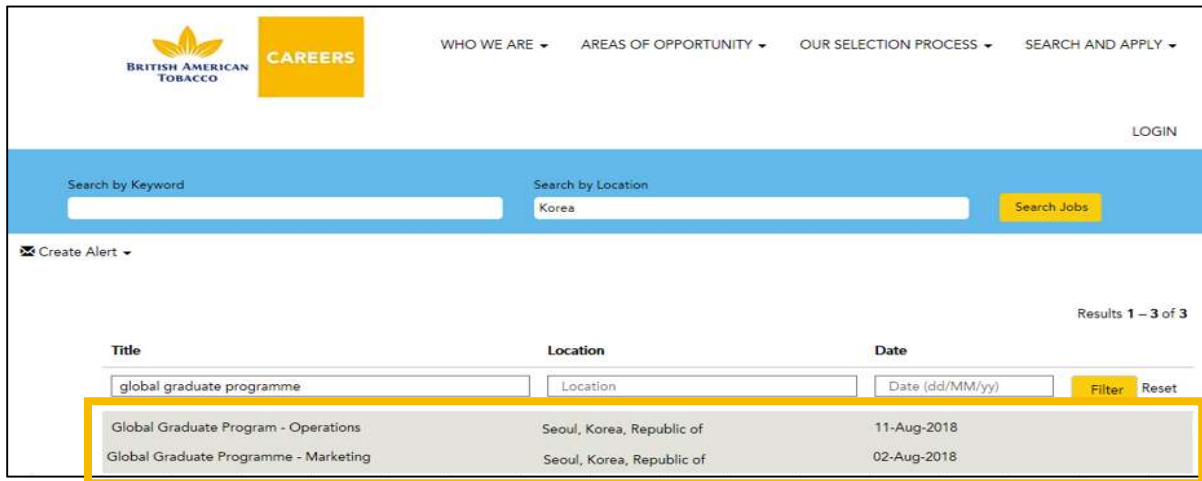 WHO WE ARE AREAS OF OPPORTUNITY OUR SELECTION PROCESS SEARCH AND APPLY
BRITISH AMERICAN
TOBACCO
CAREERS
LOGIN
Search by Keyword Search by Location
Korea Search Jobs
Create Alert
Results 1 – 3 of 3
Title Location Date
global graduate programme Location Date (dd/MM/yy) Filter Reset
Global Graduate Program - Operations Seoul, Korea, Republic of 11-Aug-2018
Global Graduate Programme - Marketing Seoul, Korea, Republic of 02-Aug-2018